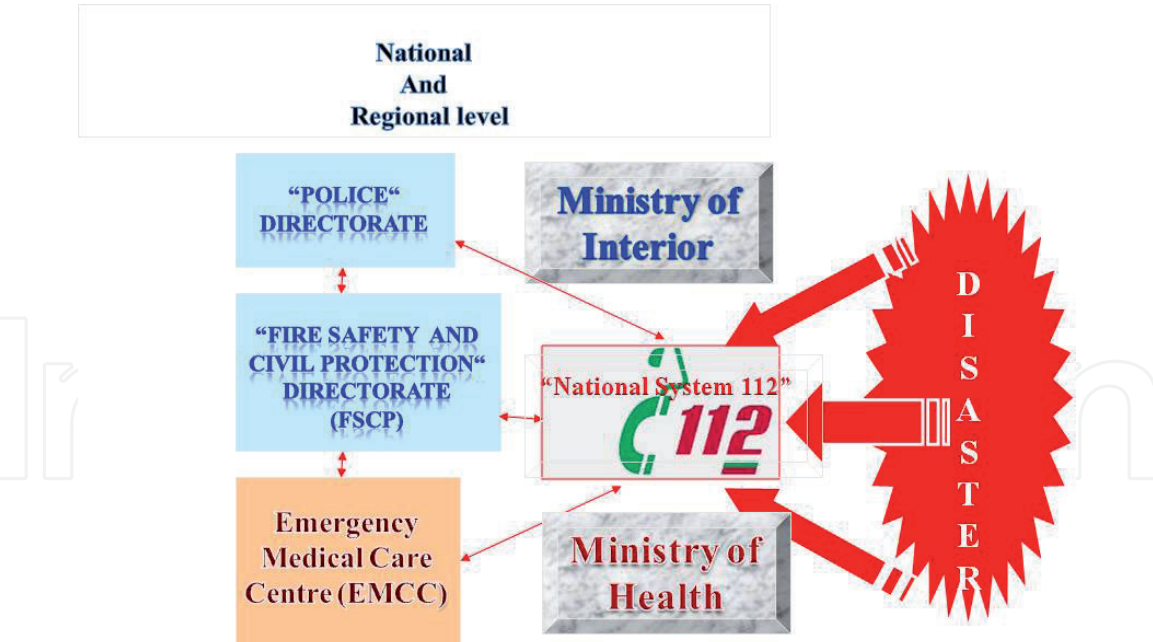 National
And
Regional level
“POLICE“
DIRECTORATE
Ministry of
Interior
“FIRE SAFETY AND
CIVIL PROTECTION“
DIRECTORATE
(FSCP)
“National System 112”
112
Emergency
Medical Care
Centre (EMCC)
Ministry of
Health
D
I
S
A
S
T
E
R